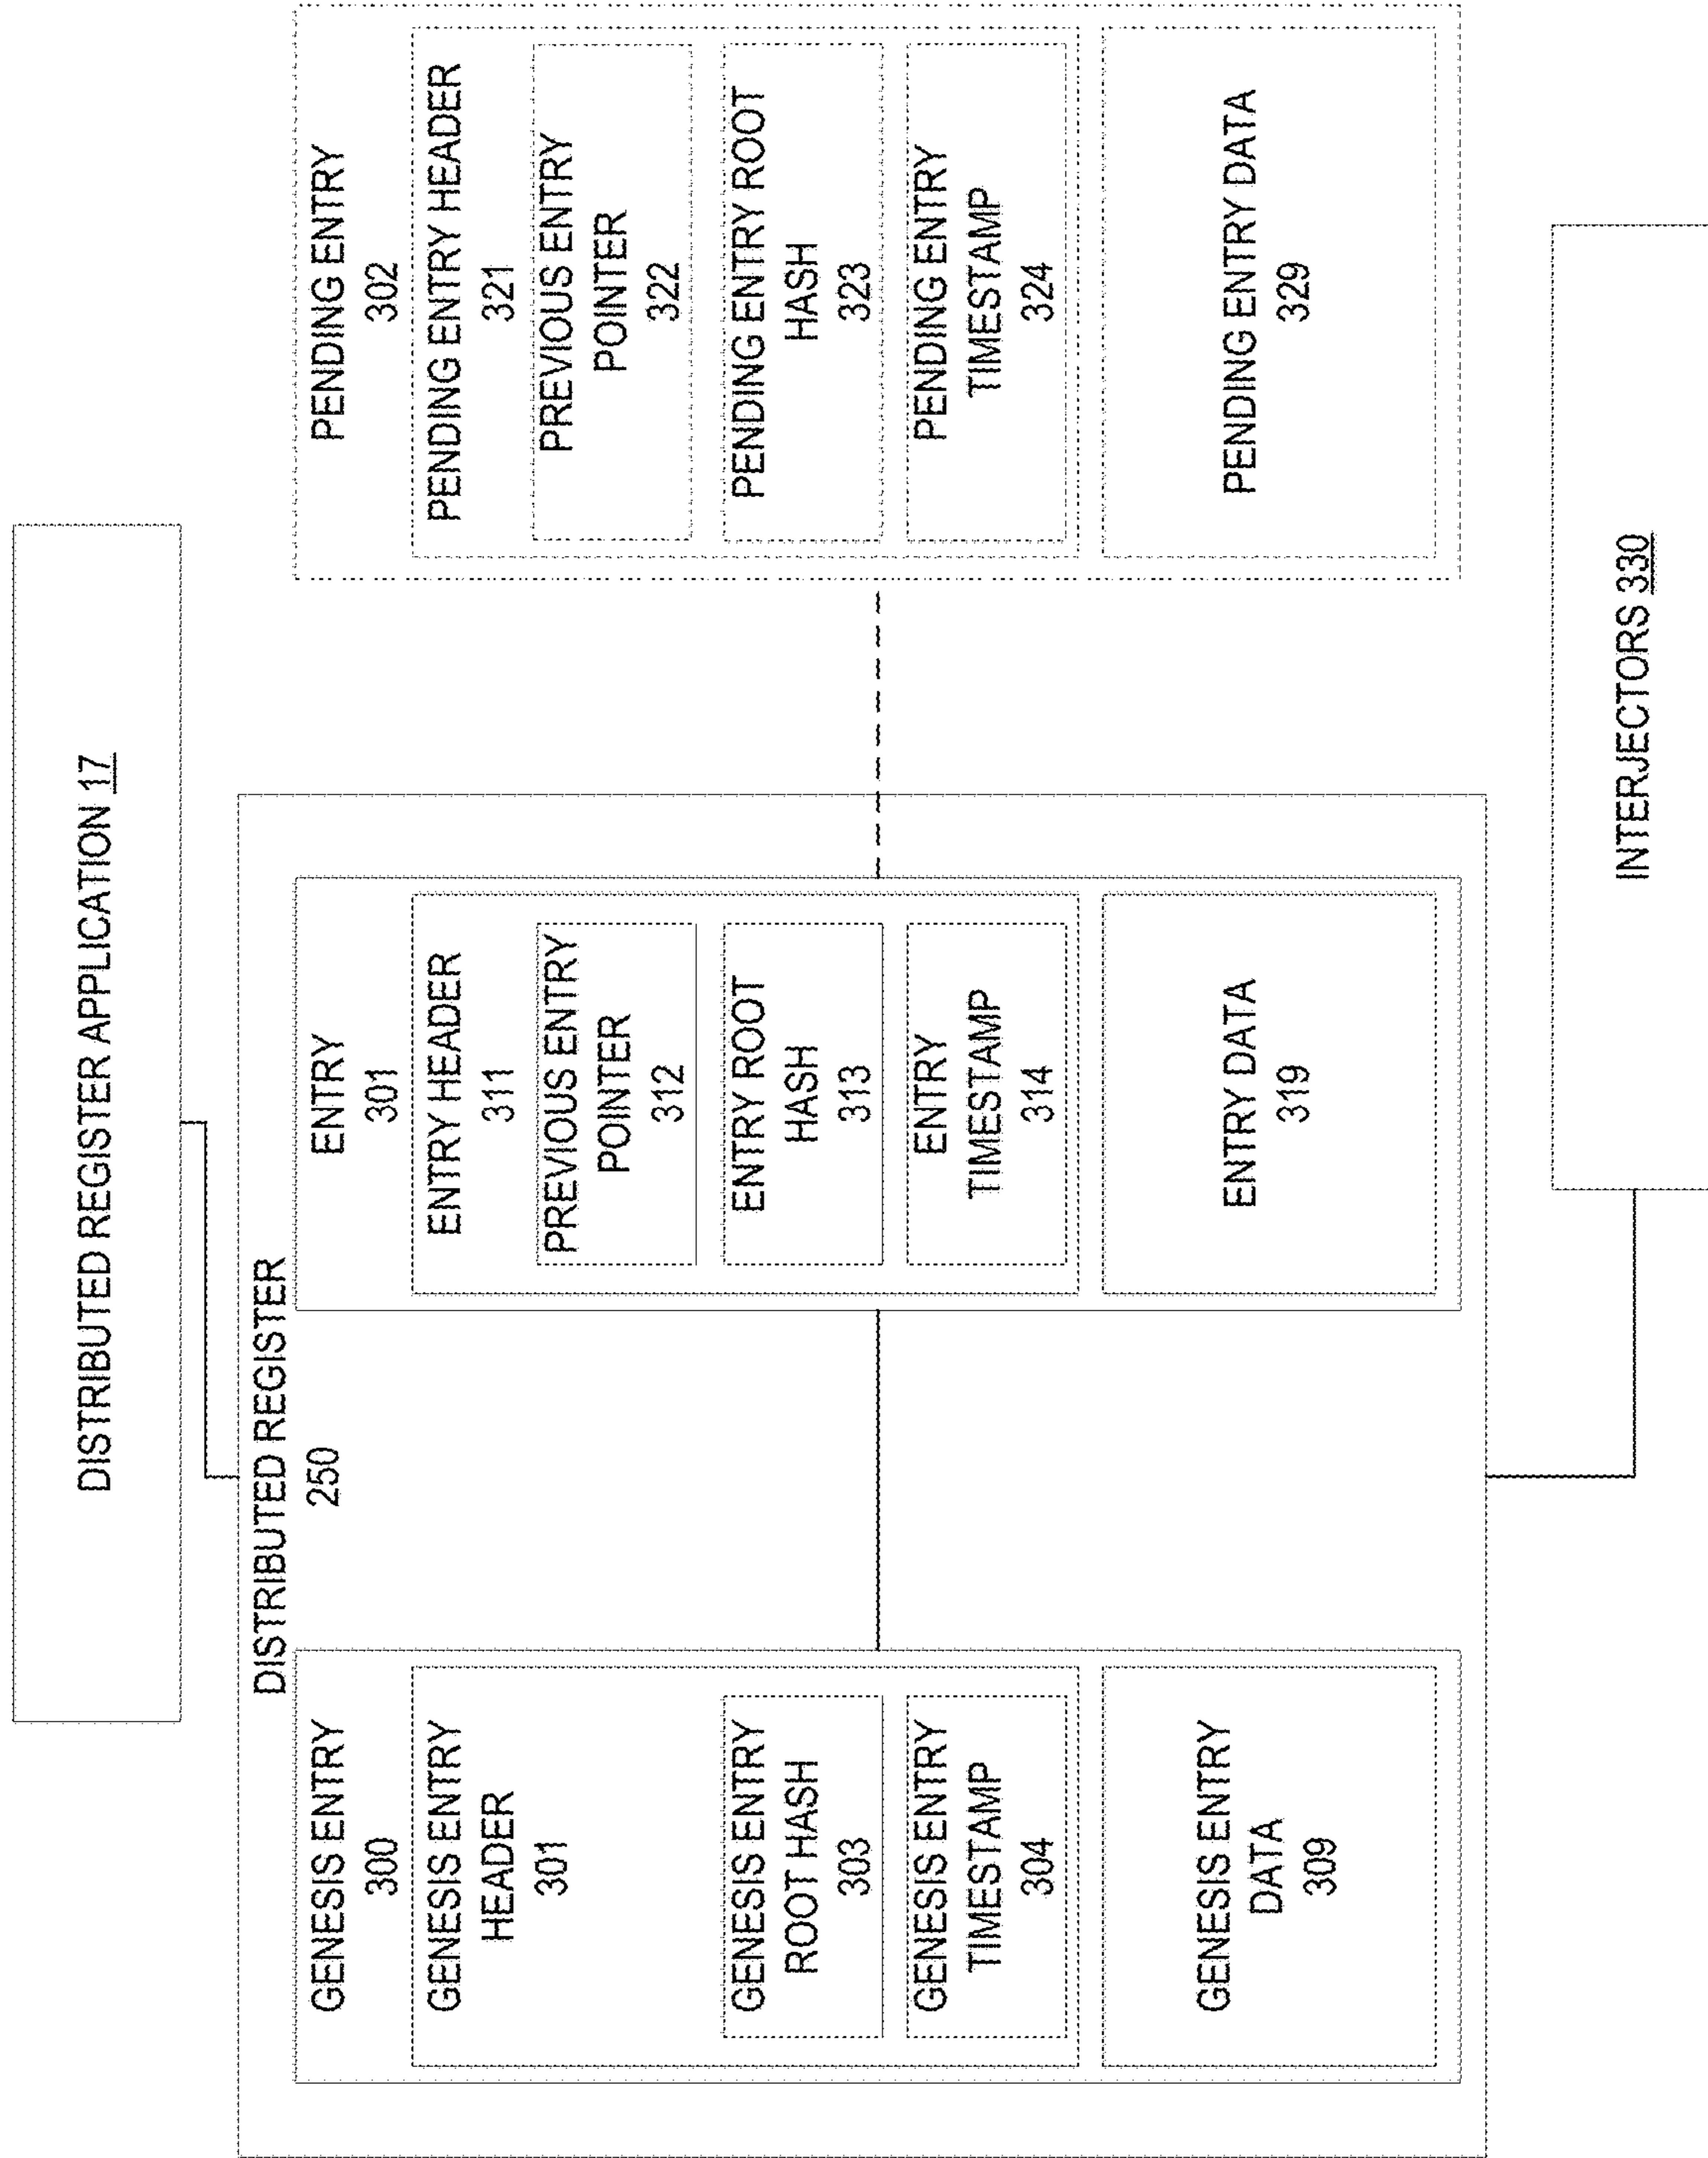 DISTRIBUTED REGISTER APPLICATION 17
DISTRIBUTED REGISTER
250
GENESIS ENTRY
300
GENESIS ENTRY
HEADER
301
GENESIS ENTRY
ROOT HASH
303
GENESIS ENTRY
TIMESTAMP
304
GENESIS ENTRY
DATA
309
ENTRY
301
ENTRY HEADER
311
PREVIOUS ENTRY
POINTER
312
ENTRY ROOT
HASH
313
ENTRY
TIMESTAMP
314
ENTRY DATA
319
PENDING ENTRY
302
PENDING ENTRY HEADER
321
PREVIOUS ENTRY
POINTER
322
PENDING ENTRY ROOT
HASH
323
PENDING ENTRY
TIMESTAMP
324
PENDING ENTRY DATA
329
INTERJECTORS 330